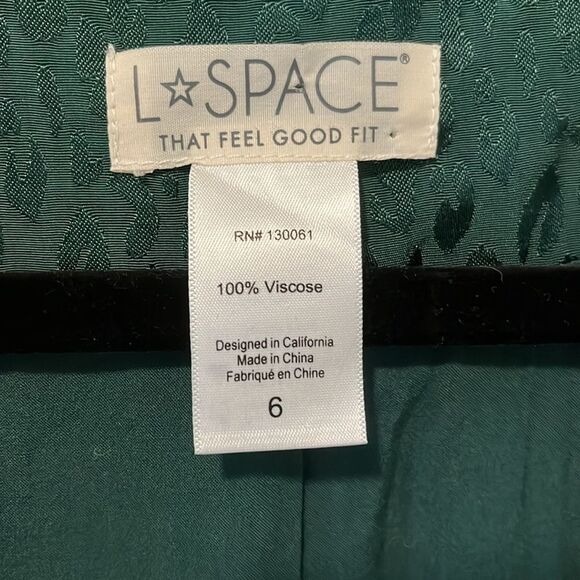 L☆SPACE®
THAT FEEL GOOD FIT
RN# 130061
100% Viscose
Designed in California
Made in China
Fabriqué en Chine
6